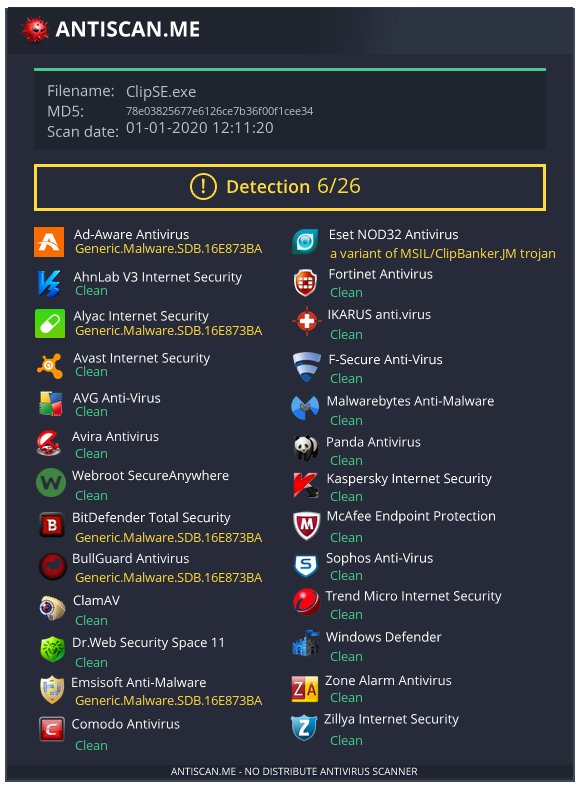 ANTISCAN.ME
Filename: ClipSE.exe
MD5: 78e03825677e6126ce7b36f00f1cee34
Scan date: 01-01-2020 12:11:20
! Detection 6/26
Ad-Aware Antivirus
Generic.Malware.SDB.16E873BA
AhnLab V3 Internet Security
Clean
Alyac Internet Security
Generic.Malware.SDB.16E873BA
Avast Internet Security
Clean
AVG Anti-Virus
Clean
Avira Antivirus
Clean
Webroot SecureAnywhere
Clean
BitDefender Total Security
Generic.Malware.SDB.16E873BA
BullGuard Antivirus
Generic.Malware.SDB.16E873BA
ClamAV
Clean
Dr.Web Security Space 11
Clean
Emsisoft Anti-Malware
Generic.Malware.SDB.16E873BA
Comodo Antivirus
Clean
Eset NOD32 Antivirus
a variant of MSIL/ClipBanker.JM trojan
Fortinet Antivirus
Clean
IKARUS anti.virus
Clean
F-Secure Anti-Virus
Clean
Malwarebytes Anti-Malware
Clean
Panda Antivirus
Clean
Kaspersky Internet Security
Clean
McAfee Endpoint Protection
Clean
Sophos Anti-Virus
Clean
Trend Micro Internet Security
Clean
Windows Defender
Clean
Zone Alarm Antivirus
Clean
Zillya Internet Security
Clean
ANTISCAN.ME - NO DISTRIBUTE ANTIVIRUS SCANNER